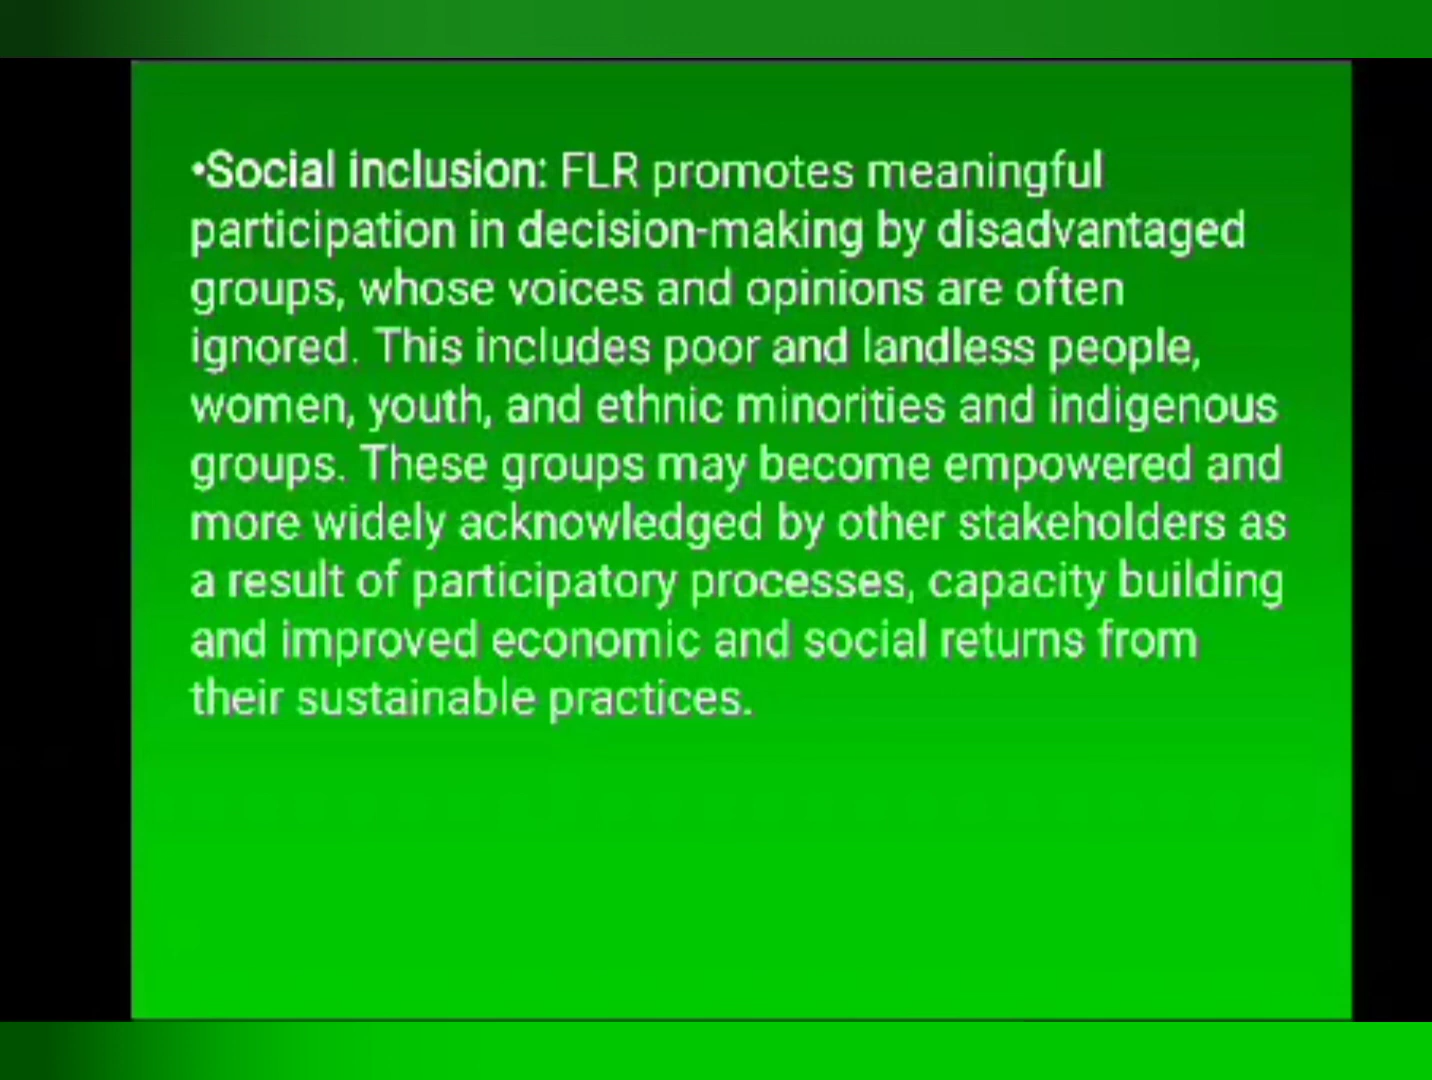 •Social inclusion: FLR promotes meaningful
participation in decision-making by disadvantaged
groups, whose voices and opinions are often
ignored. This includes poor and landless people,
women, youth, and ethnic minorities and indigenous
groups. These groups may become empowered and
more widely acknowledged by other stakeholders as
a result of participatory processes, capacity building
and improved economic and social returns from
their sustainable practices.